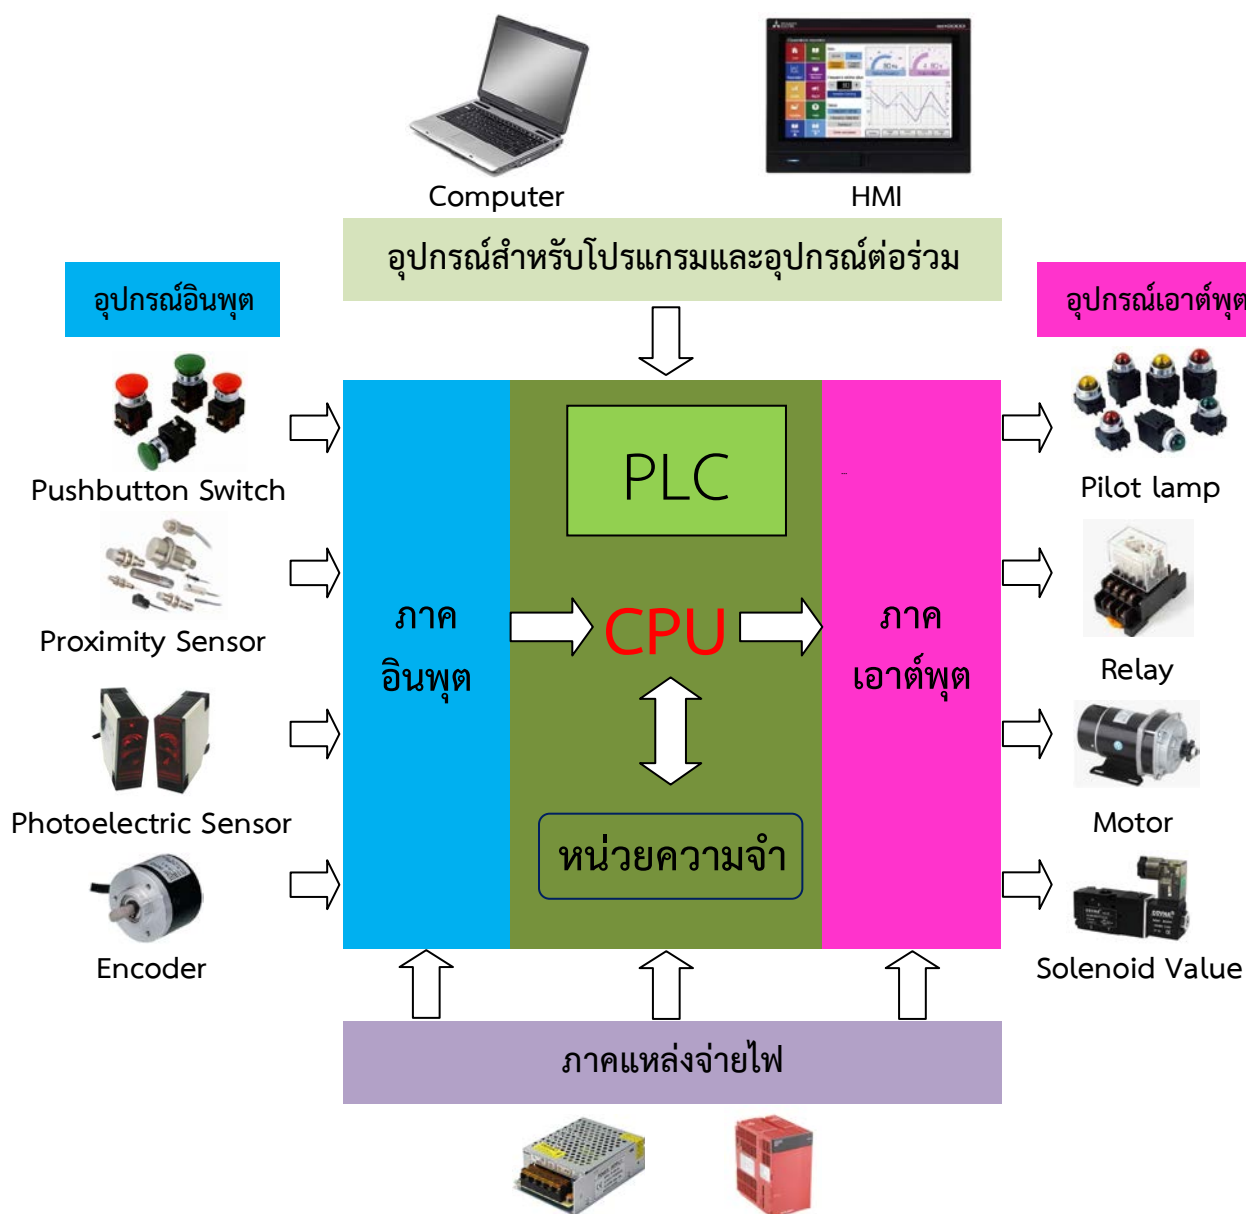 Computer
HMI
อุปกรณ์สำหรับโปรแกรมและอุปกรณ์ต่อร่วม
อุปกรณ์อินพุต
อุปกรณ์เอาต์พุต
PLC
Pushbutton Switch
Pilot lamp
ภาค
อินพุต
CPU
ภาค
เอาต์พุต
Proximity Sensor
Relay
Photoelectric Sensor
Motor
หน่วยความจำ
Encoder
Solenoid Value
ภาคแหล่งจ่ายไฟ